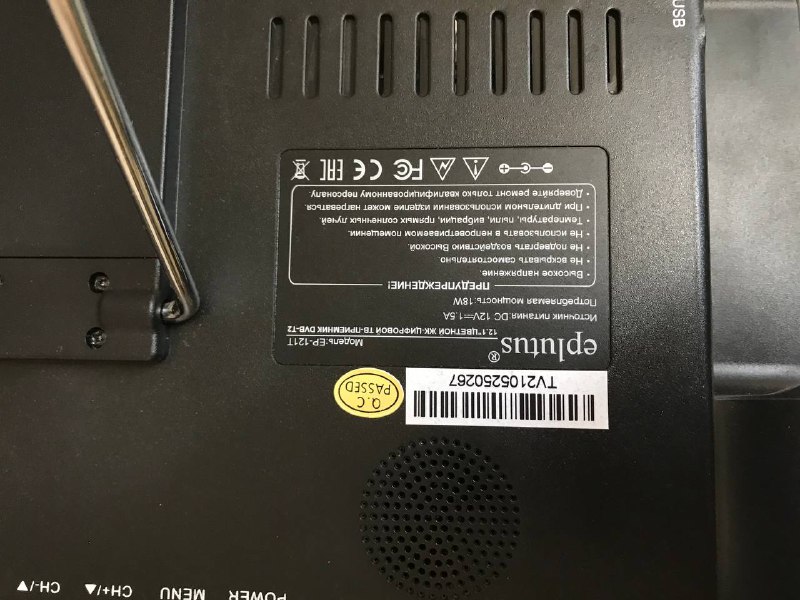 eplutus®
Модель:EP-121T
12.1"ЦВЕТНОЙ ЖК-ЦИФРОВОЙ ТВ-ПРИЕМНИК DVB-T2
Источник питания DC 12V⎓1.5A
Потребляемая мощность:18W
ПРЕДУПРЕЖДЕНИЕ!
• Высокое напряжение.
• Не вскрывать самостоятельно.
• Не подвергать воздействию Высокой.
• Не использовать в непроветриваемом помещении.
• Температуры, пыли, вибрации, прямых солнечных лучей.
• При длительном использовании изделии может нагреваться.
• Доверяйте ремонт только квалифицированному персоналу.
FC CE EAC
TV2105250267
Q.C
PASSED
USB
POWER
MENU
CH+/▲
CH-/▼